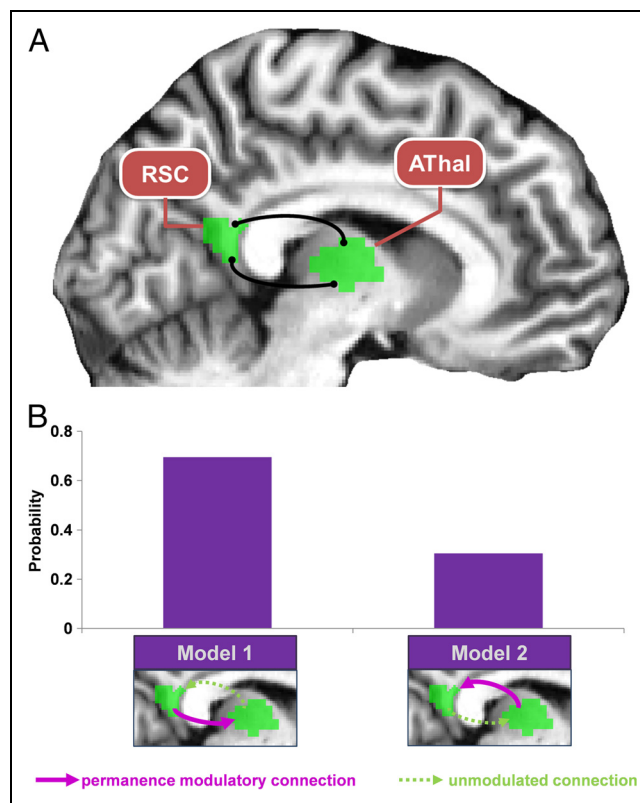 A
RSC
AThal
B
0.8
0.6
0.4
0.2
0
Probability
Model 1
Model 2
permanence modulatory connection
unmodulated connection